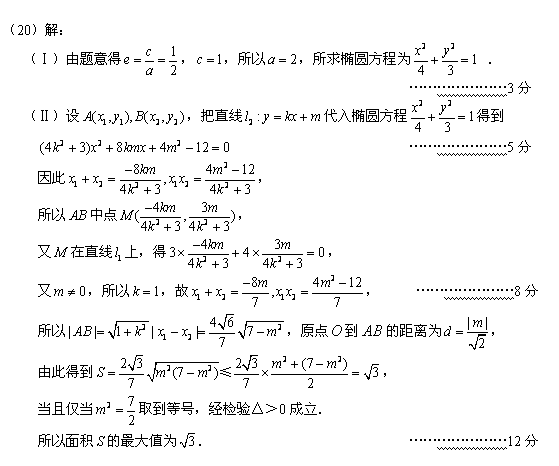 （20）解：
（Ⅰ）由题意得 e = c/a = 1/2，c = 1，所以 a = 2，所求椭圆方程为 x²/4 + y²/3 = 1 ．
………………3 分
（Ⅱ）设 A(x₁,y₁),B(x₂,y₂)，把直线 l₂ : y = kx + m 代入椭圆方程 x²/4 + y²/3 = 1 得到
(4k² + 3)x² + 8kmx + 4m² − 12 = 0 ………………5 分
因此 x₁ + x₂ = −8km/(4k² + 3), x₁x₂ = (4m² − 12)/(4k² + 3)，
所以 AB 中点 M(−4km/(4k² + 3), 3m/(4k² + 3))，
又 M 在直线 l₁ 上，得 3 × −4km/(4k² + 3) + 4 × 3m/(4k² + 3) = 0，
又 m ≠ 0，所以 k = 1，故 x₁ + x₂ = −8m/7, x₁x₂ = (4m² − 12)/7， ………………8 分
所以 | AB |= √(1 + k²) | x₁ − x₂ |= 4√6/7 √(7 − m²)，原点 O 到 AB 的距离为 d = | m |/√2，
由此得到 S = 2√3/7 √(m²(7 − m²)) ≤ 2√3/7 × (m² + (7 − m²))/2 = √3，
当且仅当 m² = 7/2 取到等号，经检验△＞0 成立．
所以面积 S 的最大值为 √3． ………………12 分